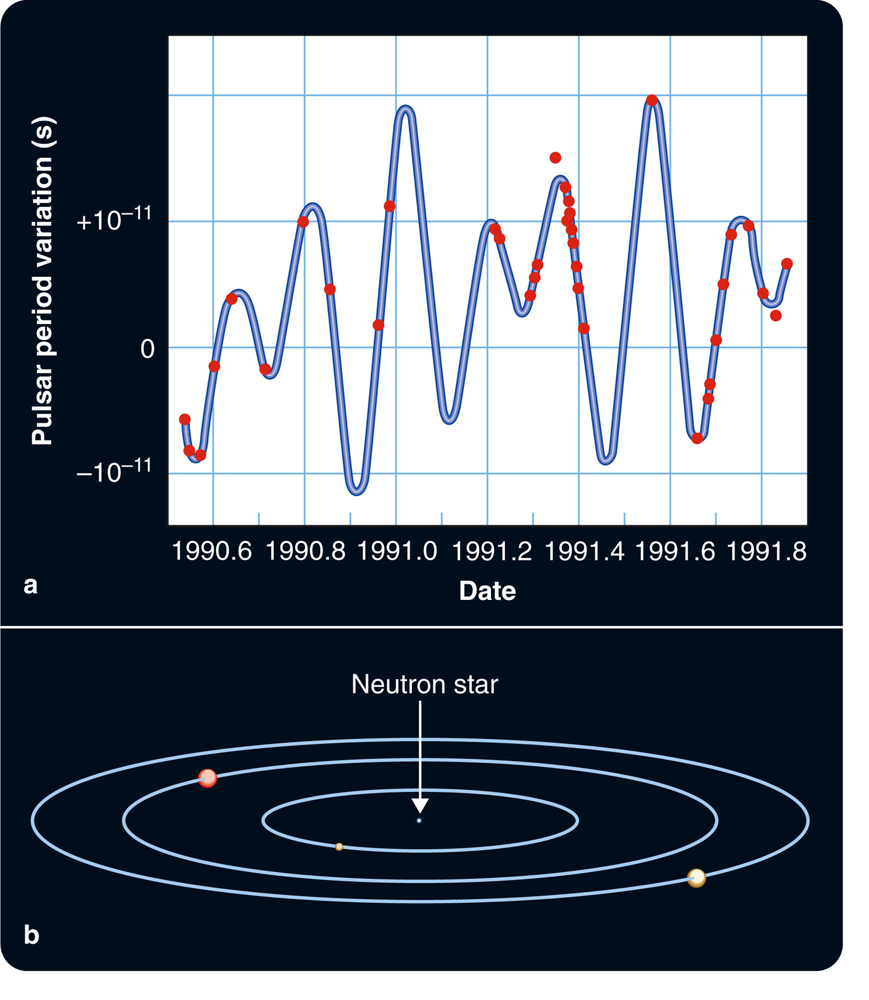 Pulsar period variation (s)
+10⁻¹¹
0
–10⁻¹¹
1990.6 1990.8 1991.0 1991.2 1991.4 1991.6 1991.8
Date
a
Neutron star
b